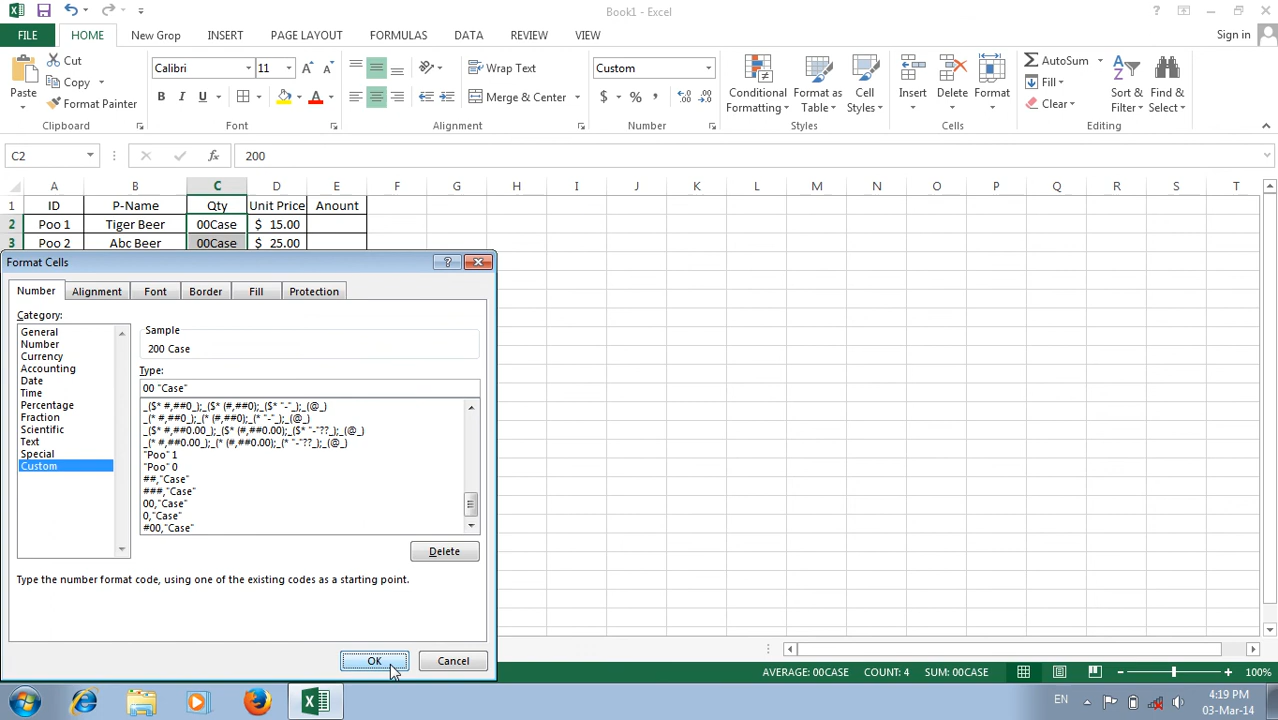 Book1 - Excel
Sign in
FILE HOME New Grop INSERT PAGE LAYOUT FORMULAS DATA REVIEW VIEW
Paste
Cut
Copy
Format Painter
Clipboard
Calibri 11
B I U
Font
Wrap Text
Merge & Center
Alignment
Custom
$ % ,
Number
Conditional Formatting
Format as Table
Cell Styles
Styles
Insert
Delete
Format
Cells
AutoSum
Fill
Clear
Sort & Filter
Find & Select
Editing
C2 fx 200
A B C D E F G H I J K L M N O P Q R S T
1 ID P-Name Qty Unit Price Amount
2 Poo 1 Tiger Beer 00Case $ 15.00
3 Poo 2 Abc Beer 00Case $ 25.00
Format Cells
Number Alignment Font Border Fill Protection
Category:
General
Number
Currency
Accounting
Date
Time
Percentage
Fraction
Scientific
Text
Special
Custom
Sample
200 Case
Type:
00 "Case"
_($* #,##0_);_($* (#,##0);_($* "-"_);_(@_)
_(* #,##0_);_(* (#,##0);_(* "-"_);_(@_)
_($* #,##0.00_);_($* (#,##0.00);_($* "-"??_);_(@_)
_(* #,##0.00_);_(* (#,##0.00);_(* "-"??_);_(@_)
"Poo" 1
"Poo" 0
##,"Case"
###,"Case"
00,"Case"
0,"Case"
#00,"Case"
Delete
Type the number format code, using one of the existing codes as a starting point.
OK Cancel
AVERAGE: 00CASE COUNT: 4 SUM: 00CASE 100%
EN
4:19 PM
03-Mar-14